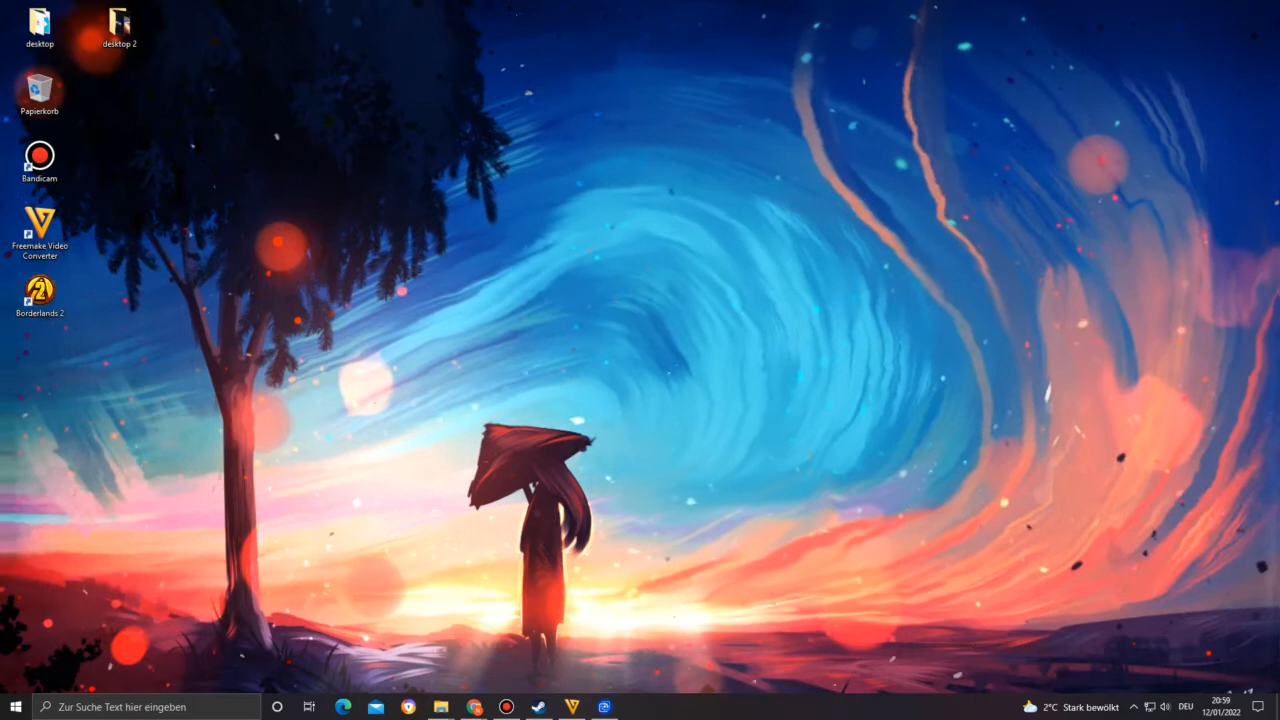 desktop
desktop 2
Papierkorb
Bandicam
Freemake Video
Converter
Borderlands 2
Zur Suche Text hier eingeben
2°C Stark bewölkt
DEU
20:59
12/01/2022